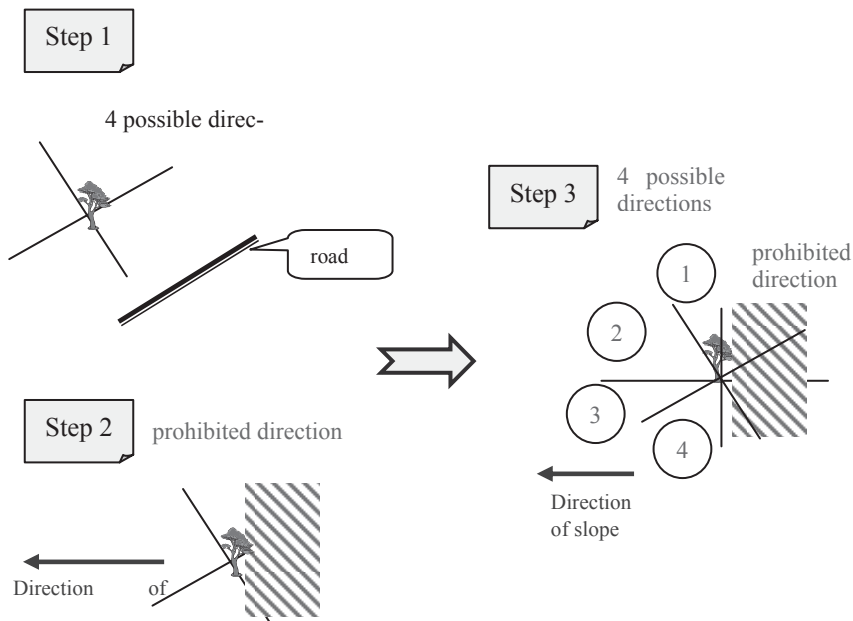 Step 1
4 possible direc-
road
Step 2
prohibited direction
Direction of
Step 3
4 possible
directions
prohibited
direction
1
2
3
4
Direction
of slope